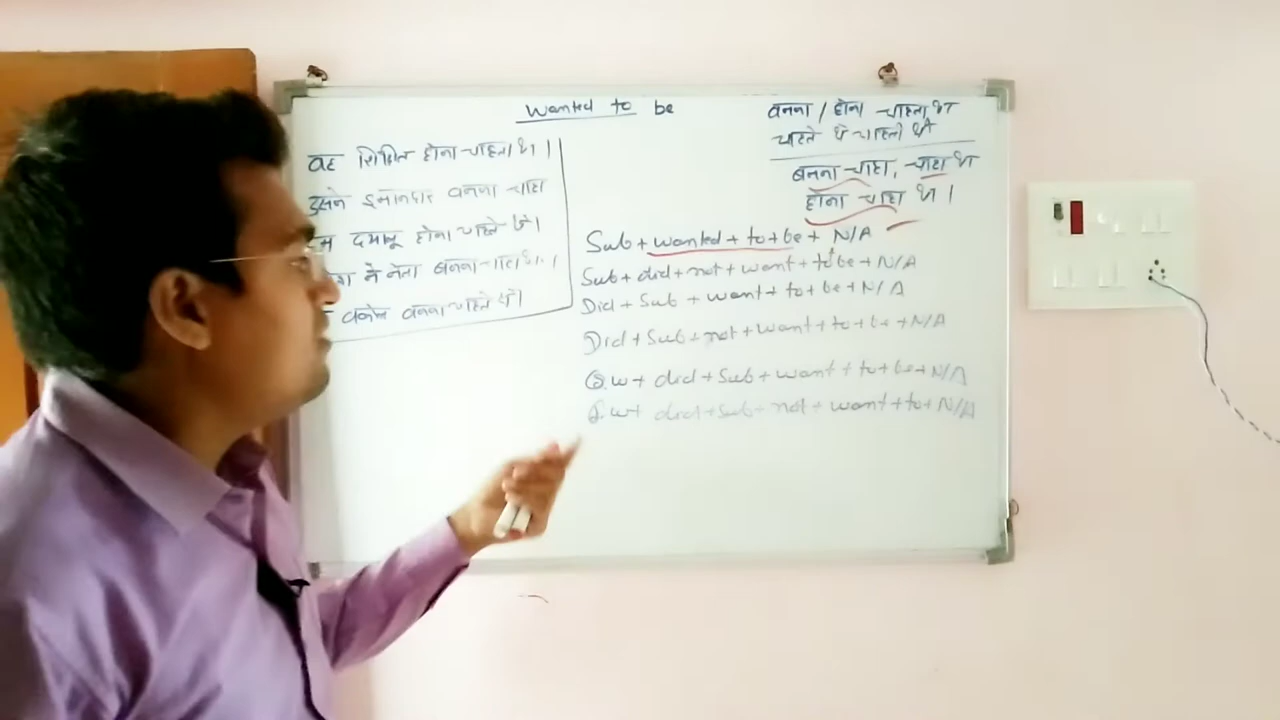 wanted to be
बनना / होना चाहता था
चाहते थे चाहती थी
बनना चाहा, चाहा था
होना चाहा था।
वह शिक्षित होना चाहता था।
उसने ईमानदार बनना चाहा
दयालू होना चाहते थे।
ने नेता बनना चाहा था।
बनना चाहते थे।
Sub + wanted + to + be + N/A
Sub + did + not + want + to + be + N/A
Did + Sub + want + to + be + N/A
Did + Sub + not + want + to + be + N/A
Q.w + did + Sub + want + to + be + N/A
Q.w + did + Sub + not + want + to + N/A